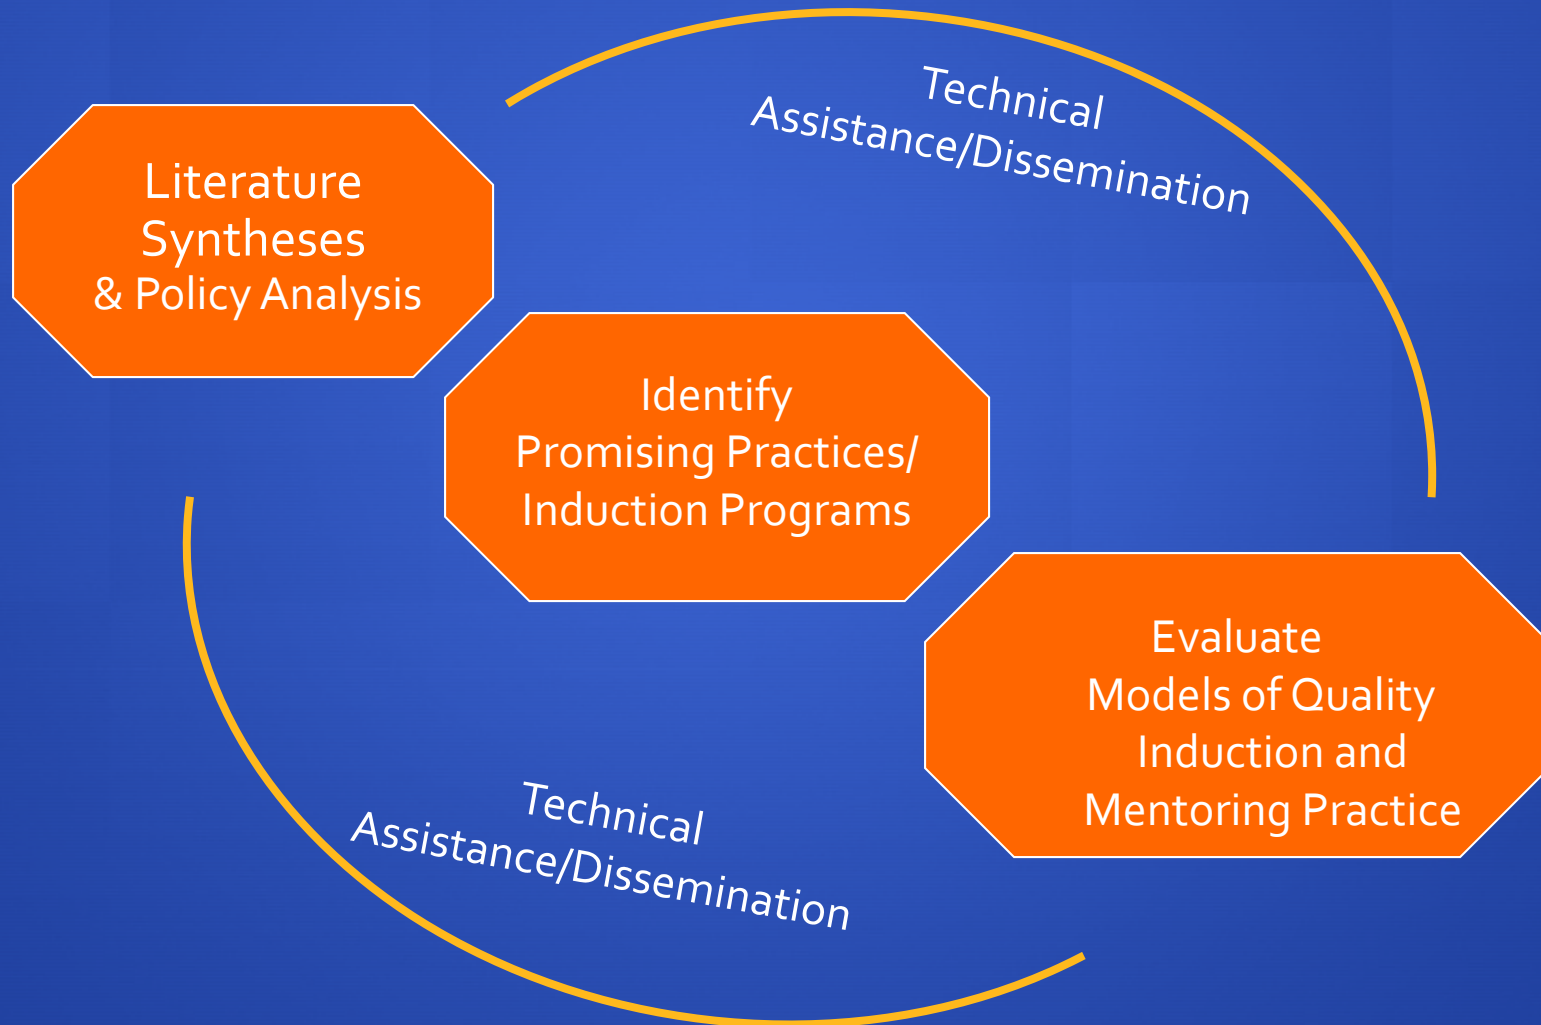 Technical
Assistance/Dissemination
Literature
Syntheses
& Policy Analysis
Identify
Promising Practices/
Induction Programs
Evaluate
Models of Quality
Induction and
Mentoring Practice
Technical
Assistance/Dissemination